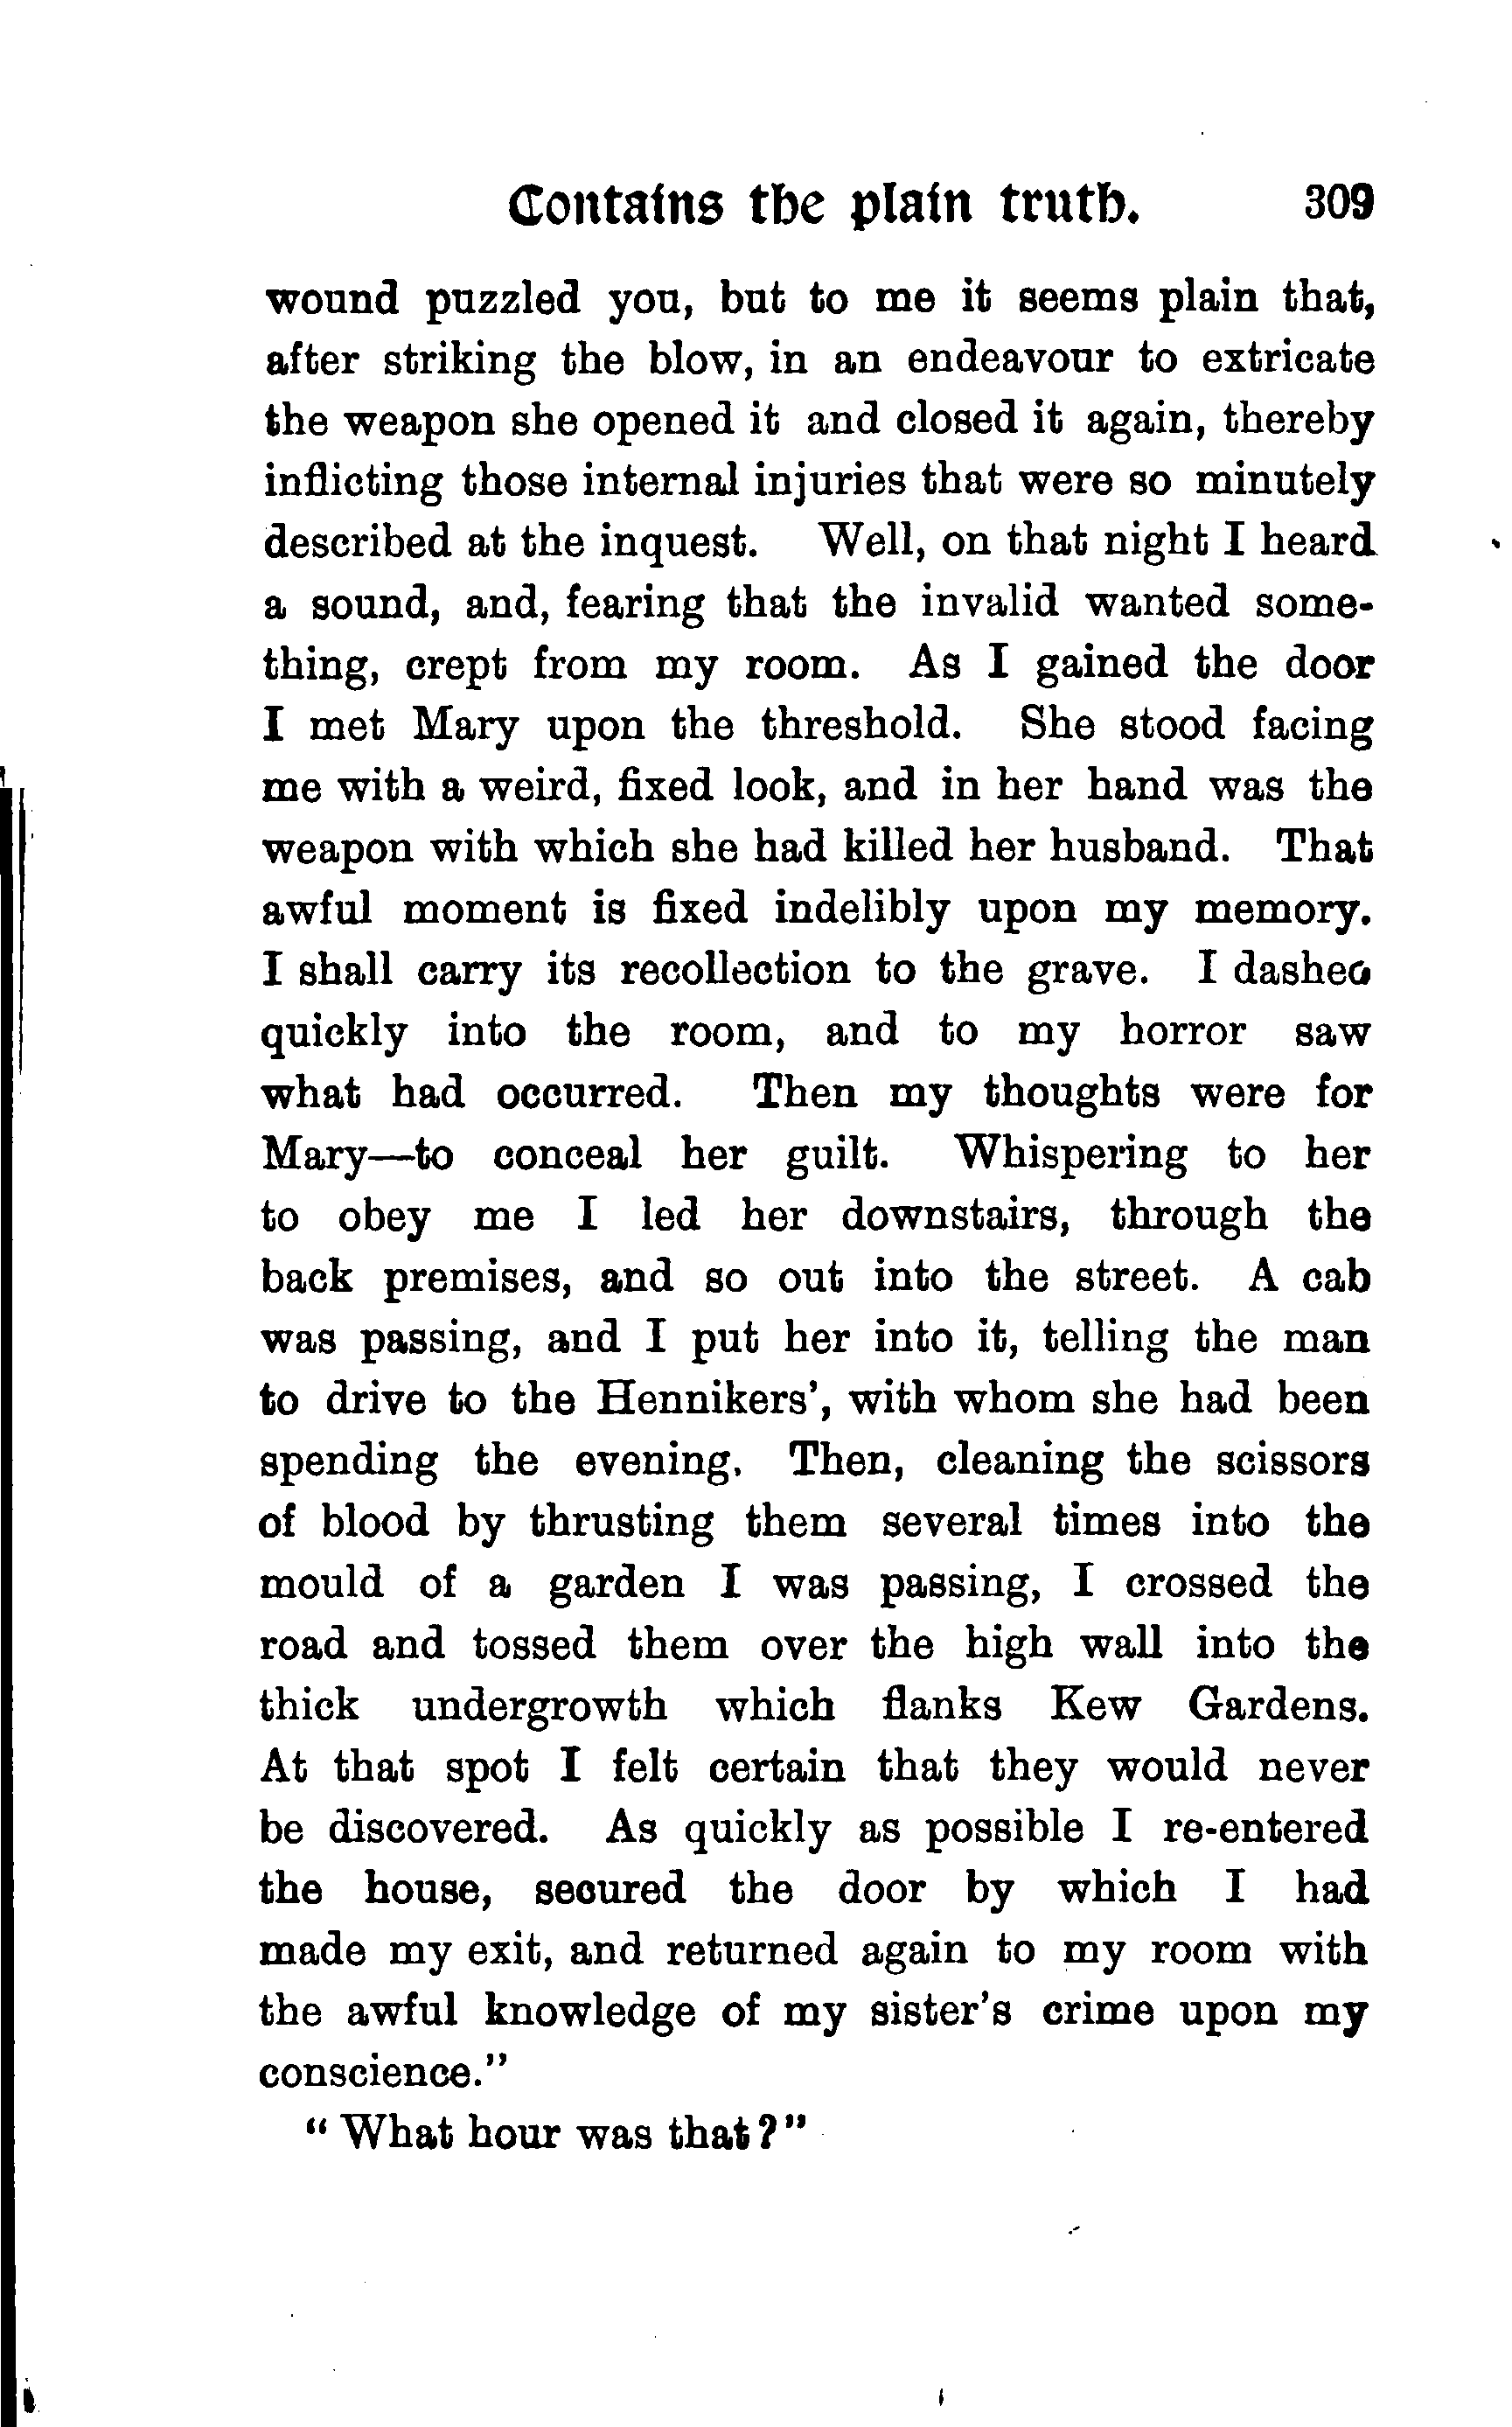 Contains the plain truth. 309
wound puzzled you, but to me it seems plain that,
after striking the blow, in an endeavour to extricate
the weapon she opened it and closed it again, thereby
inflicting those internal injuries that were so minutely
described at the inquest. Well, on that night I heard
a sound, and, fearing that the invalid wanted some-
thing, crept from my room. As I gained the door
I met Mary upon the threshold. She stood facing
me with a weird, fixed look, and in her hand was the
weapon with which she had killed her husband. That
awful moment is fixed indelibly upon my memory.
I shall carry its recollection to the grave. I dashed
quickly into the room, and to my horror saw
what had occurred. Then my thoughts were for
Mary—to conceal her guilt. Whispering to her
to obey me I led her downstairs, through the
back premises, and so out into the street. A cab
was passing, and I put her into it, telling the man
to drive to the Hennikers', with whom she had been
spending the evening. Then, cleaning the scissors
of blood by thrusting them several times into the
mould of a garden I was passing, I crossed the
road and tossed them over the high wall into the
thick undergrowth which flanks Kew Gardens.
At that spot I felt certain that they would never
be discovered. As quickly as possible I re-entered
the house, secured the door by which I had
made my exit, and returned again to my room with
the awful knowledge of my sister's crime upon my
conscience."
"What hour was that?"